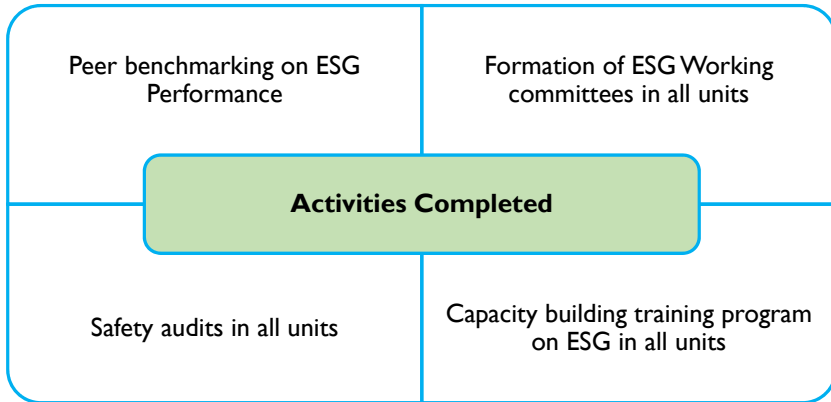 Peer benchmarking on ESG
Performance
Formation of ESG Working
committees in all units
Activities Completed
Safety audits in all units
Capacity building training program
on ESG in all units